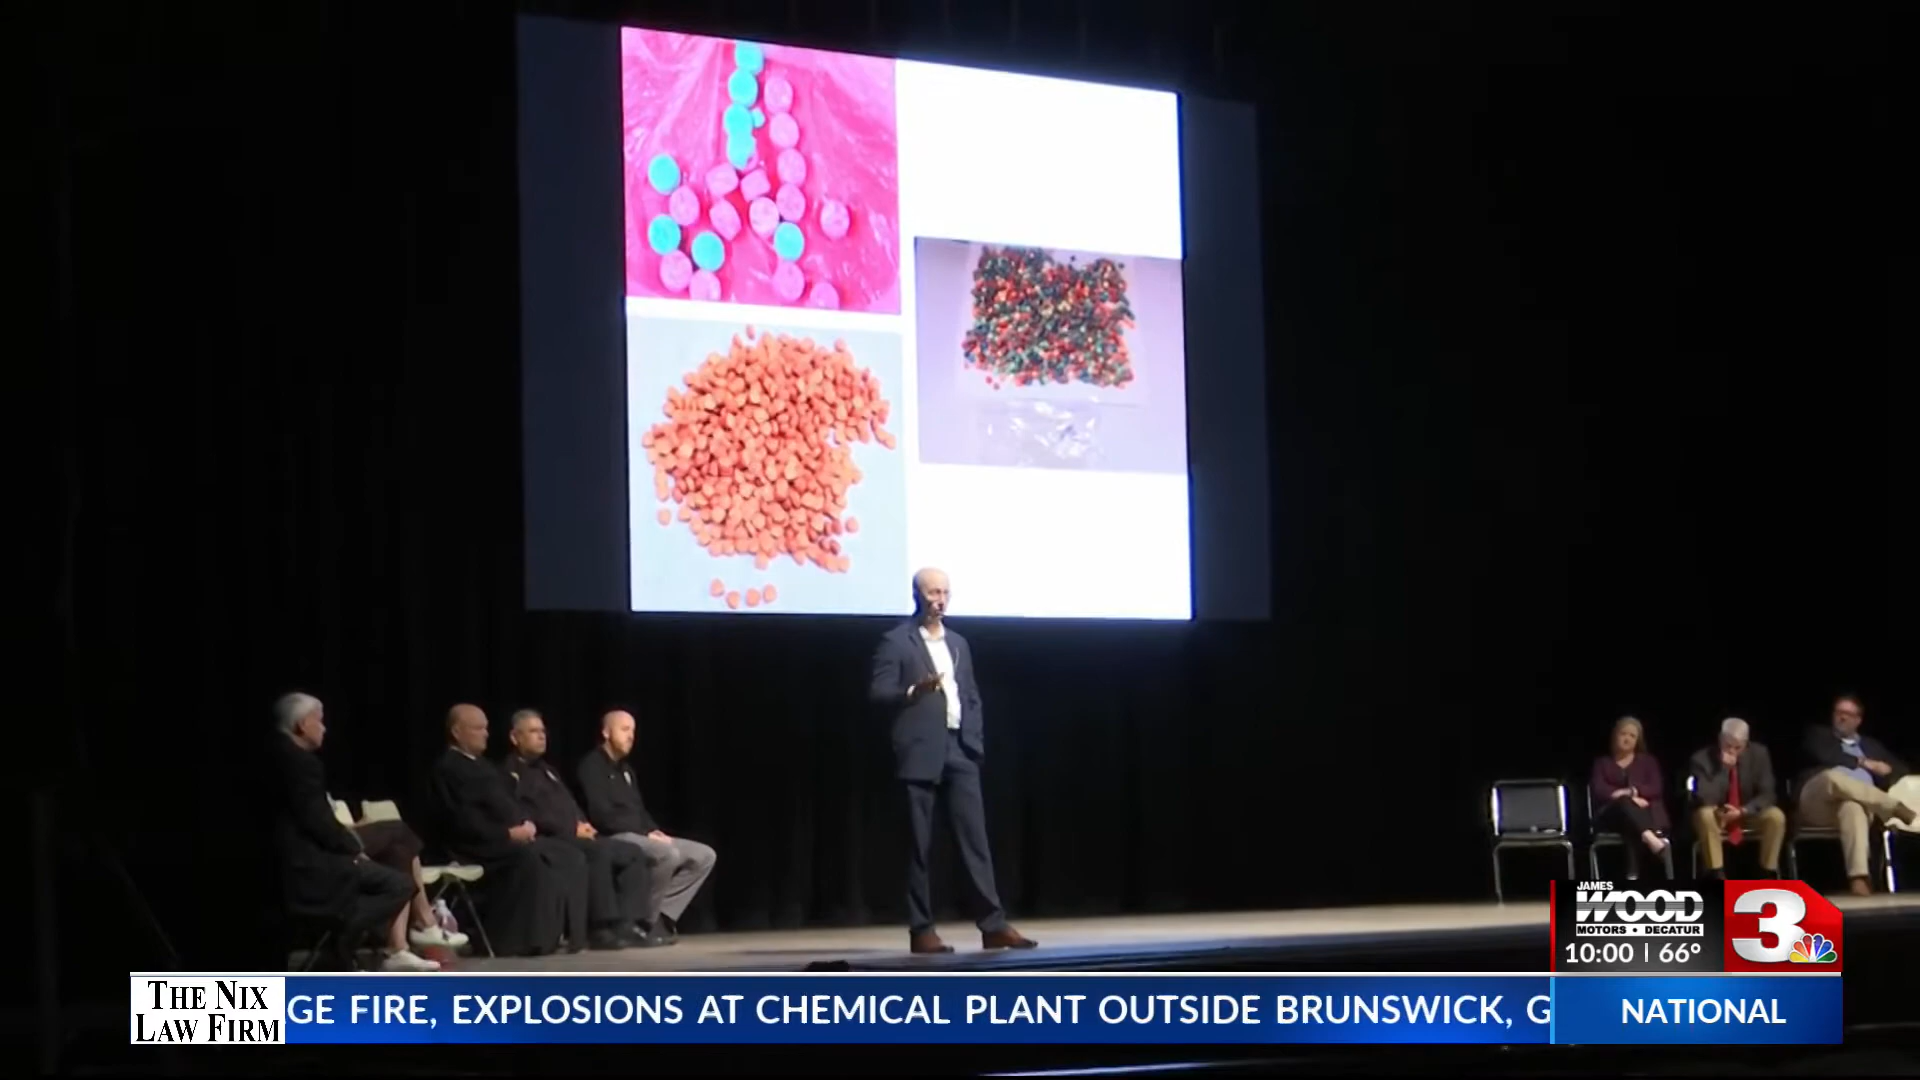 JAMES
WOOD
MOTORS • DECATUR
10:00 | 66°
3
THE NIX
LAW FIRM
GE FIRE, EXPLOSIONS AT CHEMICAL PLANT OUTSIDE BRUNSWICK, G
NATIONAL